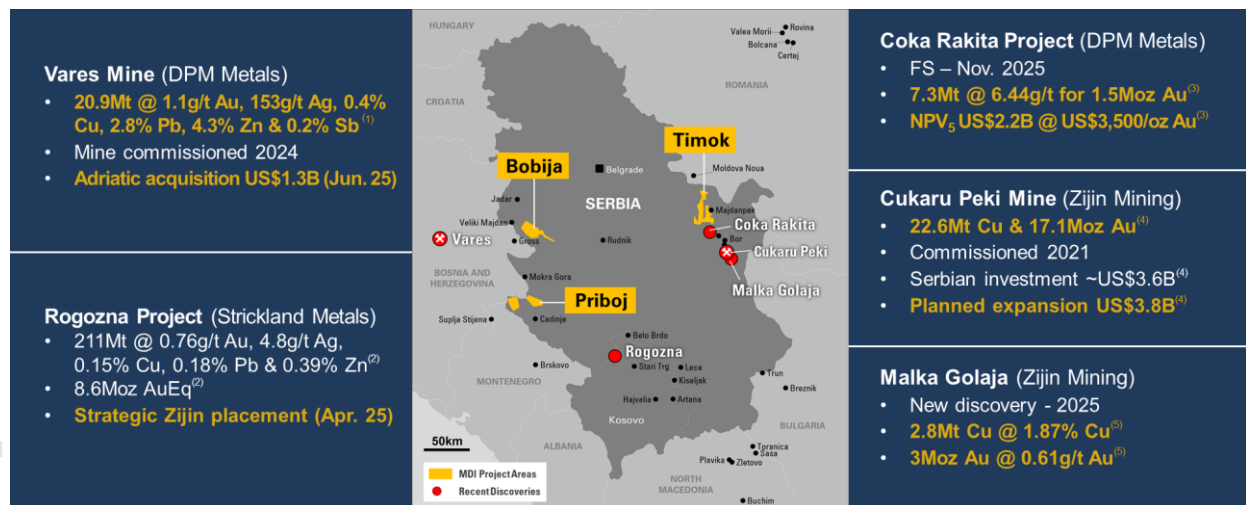 Vares Mine (DPM Metals)
• 20.9Mt @ 1.1g/t Au, 153g/t Ag, 0.4%
Cu, 2.8% Pb, 4.3% Zn & 0.2% Sb(1)
• Mine commissioned 2024
• Adriatic acquisition US$1.3B (Jun. 25)
Rogozna Project (Strickland Metals)
• 211Mt @ 0.76g/t Au, 4.8g/t Ag,
0.15% Cu, 0.18% Pb & 0.39% Zn(2)
• 8.6Moz AuEq(2)
• Strategic Zijin placement (Apr. 25)
HUNGARY
Rovina
Valea Morii
Bolcana
Certej
ROMANIA
CROATIA
Timok
Moldova Noua
Bobija
Belgrade
SERBIA
Jadar
Majdanpek
Veliki Majdan
Coka Rakita
Vares
Gross
Rudnik
Bor
Cukaru Peki
BOSNIA AND
HERZEGOVINA
Mokra Gora
Malka Golaja
Priboj
Suplja Stijena
Cadinje
Belo Brdo
Rogozna
Brskovo
Stari Trg
Lece
Trun
Kiseljak
MONTENEGRO
Breznik
Hajvalia
Artana
Kosovo
BULGARIA
50km
ALBANIA
Toranica
Sasa
Plavika
Zletovo
MDI Project Areas
NORTH
MACEDONIA
Recent Discoveries
Buchim
Coka Rakita Project (DPM Metals)
• FS – Nov. 2025
• 7.3Mt @ 6.44g/t for 1.5Moz Au(3)
• NPV5 US$2.2B @ US$3,500/oz Au(3)
Cukaru Peki Mine (Zijin Mining)
• 22.6Mt Cu & 17.1Moz Au(4)
• Commissioned 2021
• Serbian investment ~US$3.6B(4)
• Planned expansion US$3.8B(4)
Malka Golaja (Zijin Mining)
• New discovery - 2025
• 2.8Mt Cu @ 1.87% Cu(5)
• 3Moz Au @ 0.61g/t Au(5)